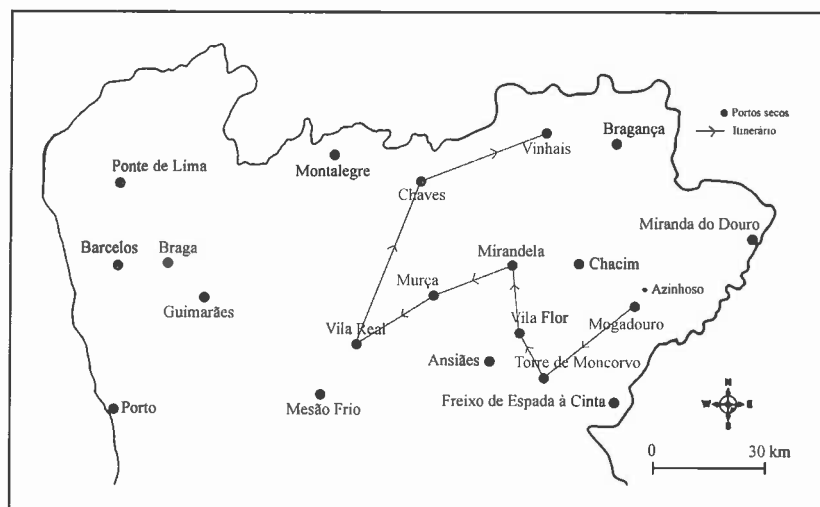 Portos secos
Itinerário
Vinhais
Bragança
Montalegre
Ponte de Lima
Chaves
Miranda do Douro
Barcelos
Braga
Mirandela
Chacim
Murça
Azinhoso
Guimarães
Mogadouro
Vila Real
Vila Flor
Ansiães
Torre de Moncorvo
Porto
Mesão Frio
Freixo de Espada à Cinta
N
W
E
S
0
30 km